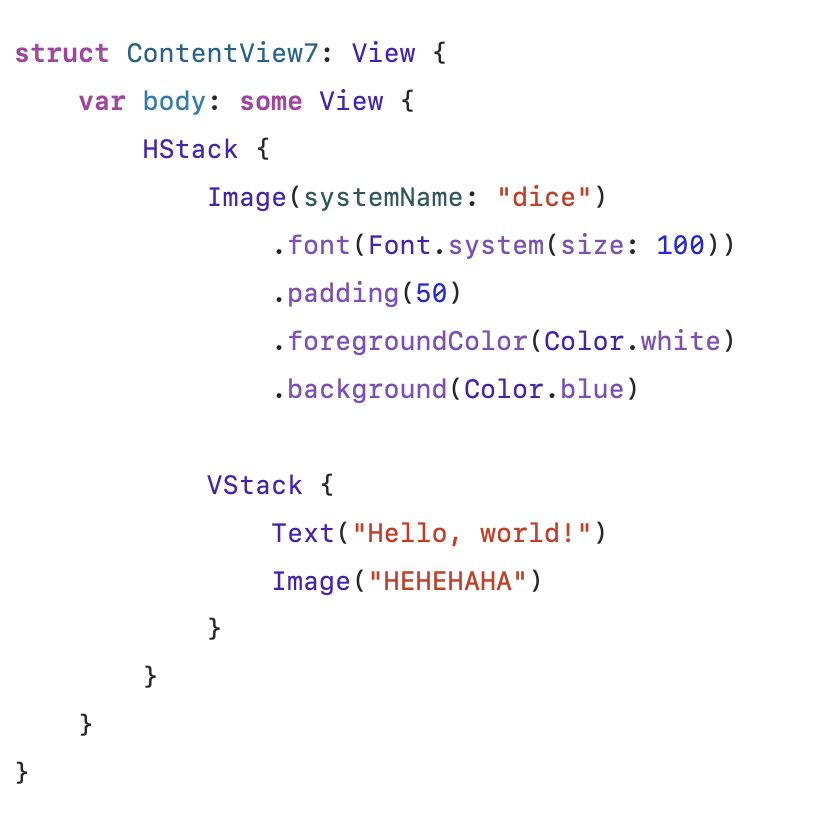 struct ContentView7: View {
    var body: some View {
        HStack {
            Image(systemName: "dice")
                .font(Font.system(size: 100))
                .padding(50)
                .foregroundColor(Color.white)
                .background(Color.blue)

            VStack {
                Text("Hello, world!")
                Image("HEHEHAHA")
            }
        }
    }
}